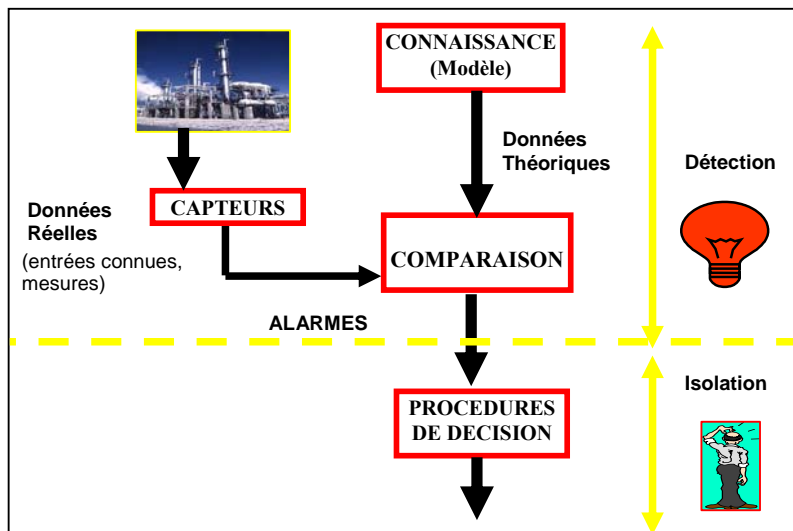 CONNAISSANCE
(Modèle)
Données
Théoriques
Détection
Données
Réelles
(entrées connues,
mesures)
CAPTEURS
COMPARAISON
ALARMES
Isolation
PROCEDURES
DE DECISION